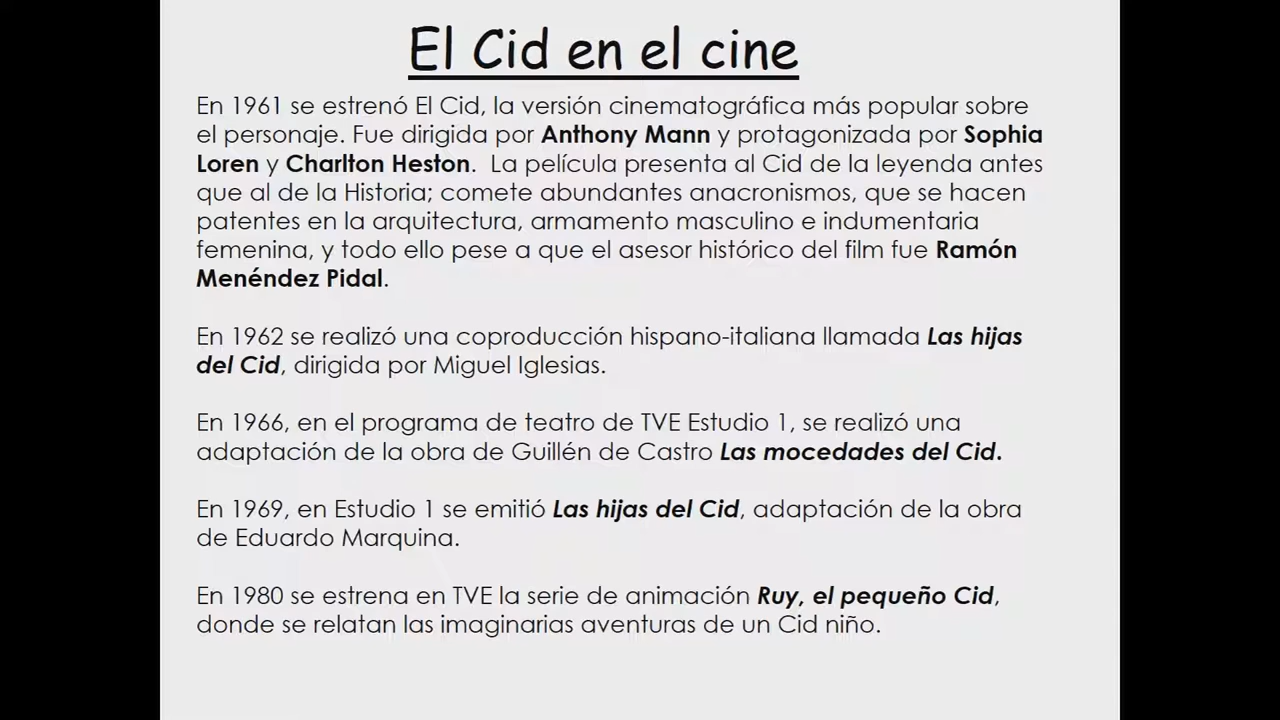 El Cid en el cine
En 1961 se estrenó El Cid, la versión cinematográfica más popular sobre
el personaje. Fue dirigida por Anthony Mann y protagonizada por Sophia
Loren y Charlton Heston. La película presenta al Cid de la leyenda antes
que al de la Historia; comete abundantes anacronismos, que se hacen
patentes en la arquitectura, armamento masculino e indumentaria
femenina, y todo ello pese a que el asesor histórico del film fue Ramón
Menéndez Pidal.
En 1962 se realizó una coproducción hispano-italiana llamada Las hijas
del Cid, dirigida por Miguel Iglesias.
En 1966, en el programa de teatro de TVE Estudio 1, se realizó una
adaptación de la obra de Guillén de Castro Las mocedades del Cid.
En 1969, en Estudio 1 se emitió Las hijas del Cid, adaptación de la obra
de Eduardo Marquina.
En 1980 se estrena en TVE la serie de animación Ruy, el pequeño Cid,
donde se relatan las imaginarias aventuras de un Cid niño.